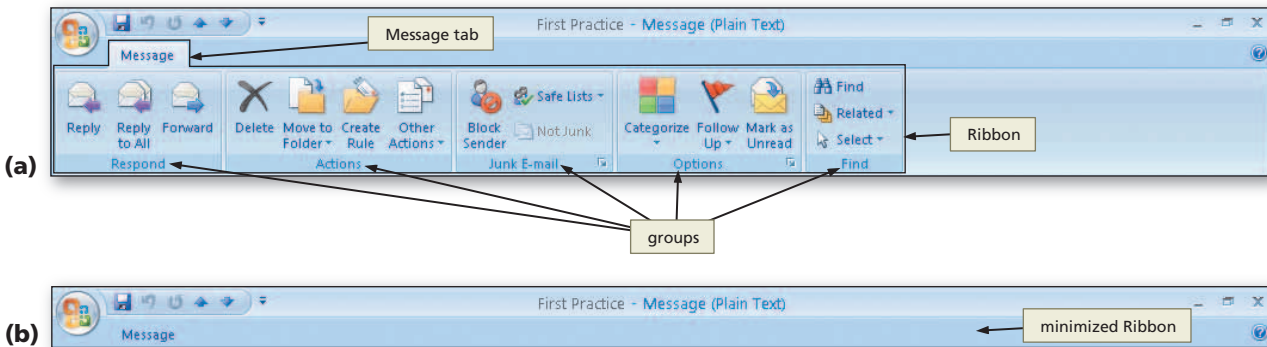 First Practice - Message (Plain Text)
Message tab
Message
Reply
Reply to All
Forward
Respond
Delete
Move to Folder
Create Rule
Other Actions
Actions
Block Sender
Safe Lists
Not Junk
Junk E-mail
Categorize
Follow Up
Mark as Unread
Options
Find
Related
Select
Find
Ribbon
(a)
groups
First Practice - Message (Plain Text)
Message
minimized Ribbon
(b)